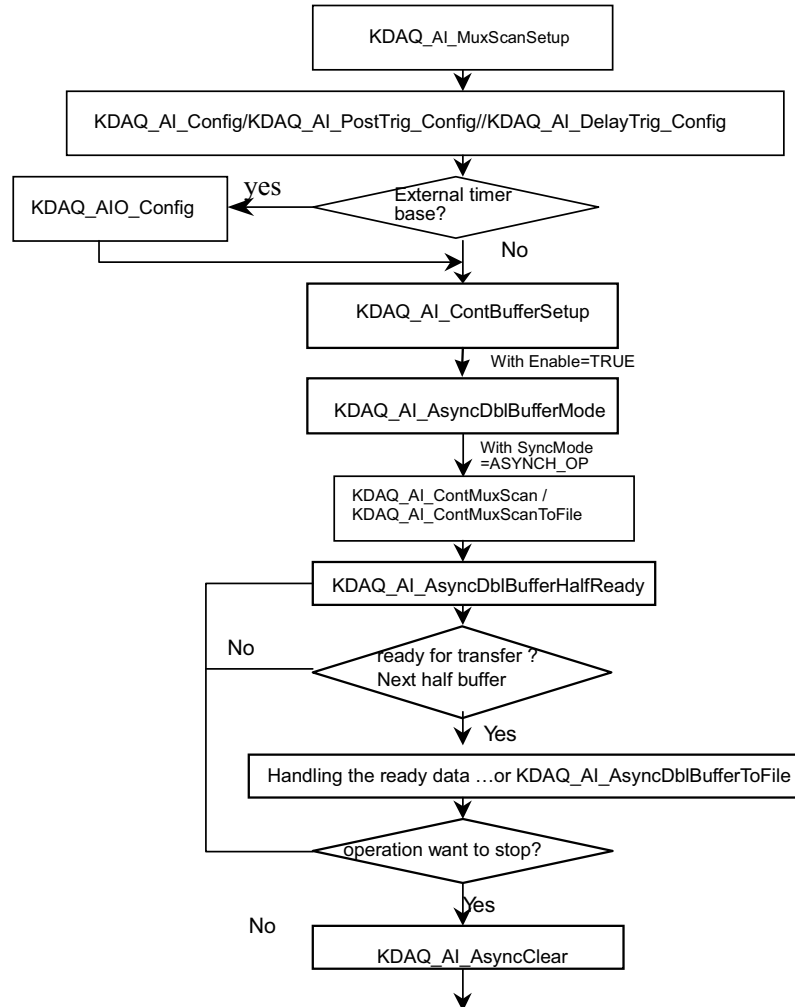 KDAQ_AI_MuxScanSetup
KDAQ_AI_Config/KDAQ_AI_PostTrig_Config//KDAQ_AI_DelayTrig_Config
External timer
base?
yes
KDAQ_AIO_Config
No
KDAQ_AI_ContBufferSetup
With Enable=TRUE
KDAQ_AI_AsyncDblBufferMode
With SyncMode
=ASYNCH_OP
KDAQ_AI_ContMuxScan /
KDAQ_AI_ContMuxScanToFile
KDAQ_AI_AsyncDblBufferHalfReady
No
ready for transfer ?
Next half buffer
Yes
Handling the ready data …or KDAQ_AI_AsyncDblBufferToFile
operation want to stop?
Yes
No
KDAQ_AI_AsyncClear